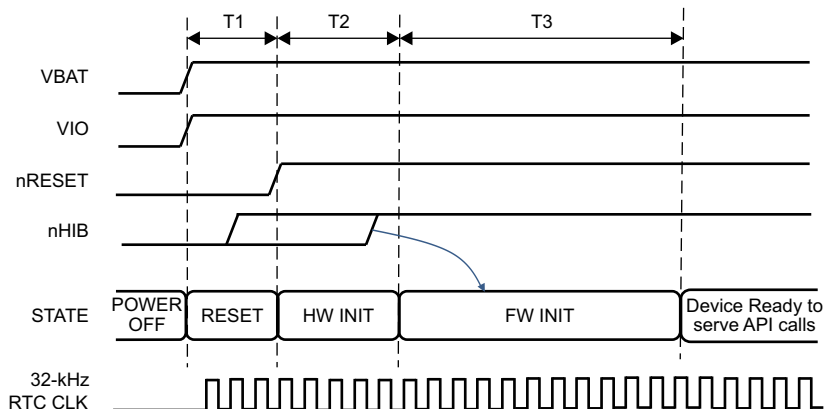 T1 T2 T3
VBAT
VIO
nRESET
nHIB
STATE
POWER
OFF
RESET
HW INIT
FW INIT
Device Ready to
serve API calls
32-kHz
RTC CLK